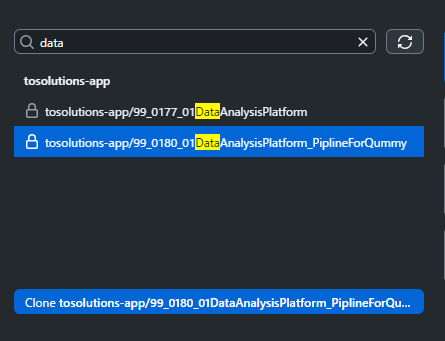 data
tosolutions-app
tosolutions-app/99_0177_01DataAnalysisPlatform
tosolutions-app/99_0180_01DataAnalysisPlatform_PiplineForQummy
Clone tosolutions-app/99_0180_01DataAnalysisPlatform_PiplineForQu...